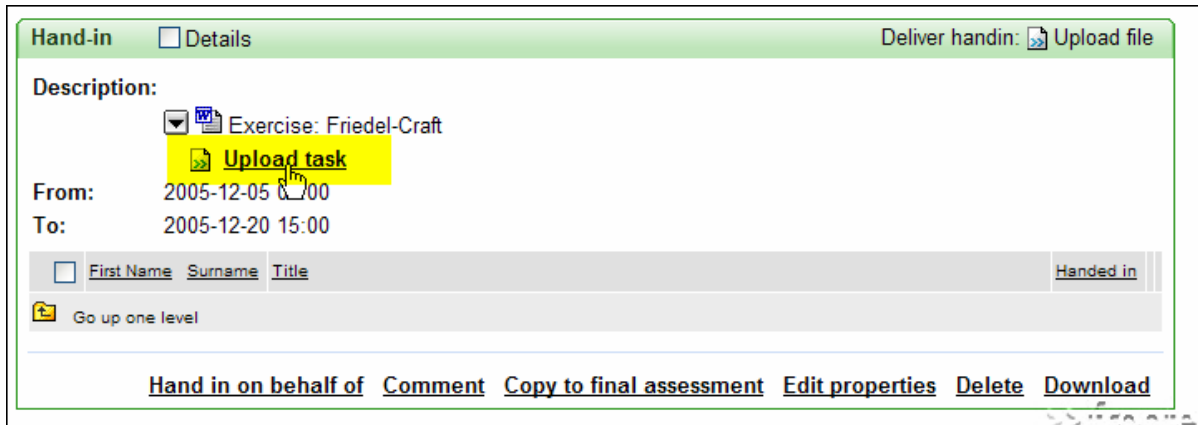 Hand-in Details Deliver handin: Upload file
Description:
Exercise: Friedel-Craft
Upload task
From: 2005-12-05 00
To: 2005-12-20 15:00
First Name Surname Title Handed in
Go up one level
Hand in on behalf of Comment Copy to final assessment Edit properties Delete Download